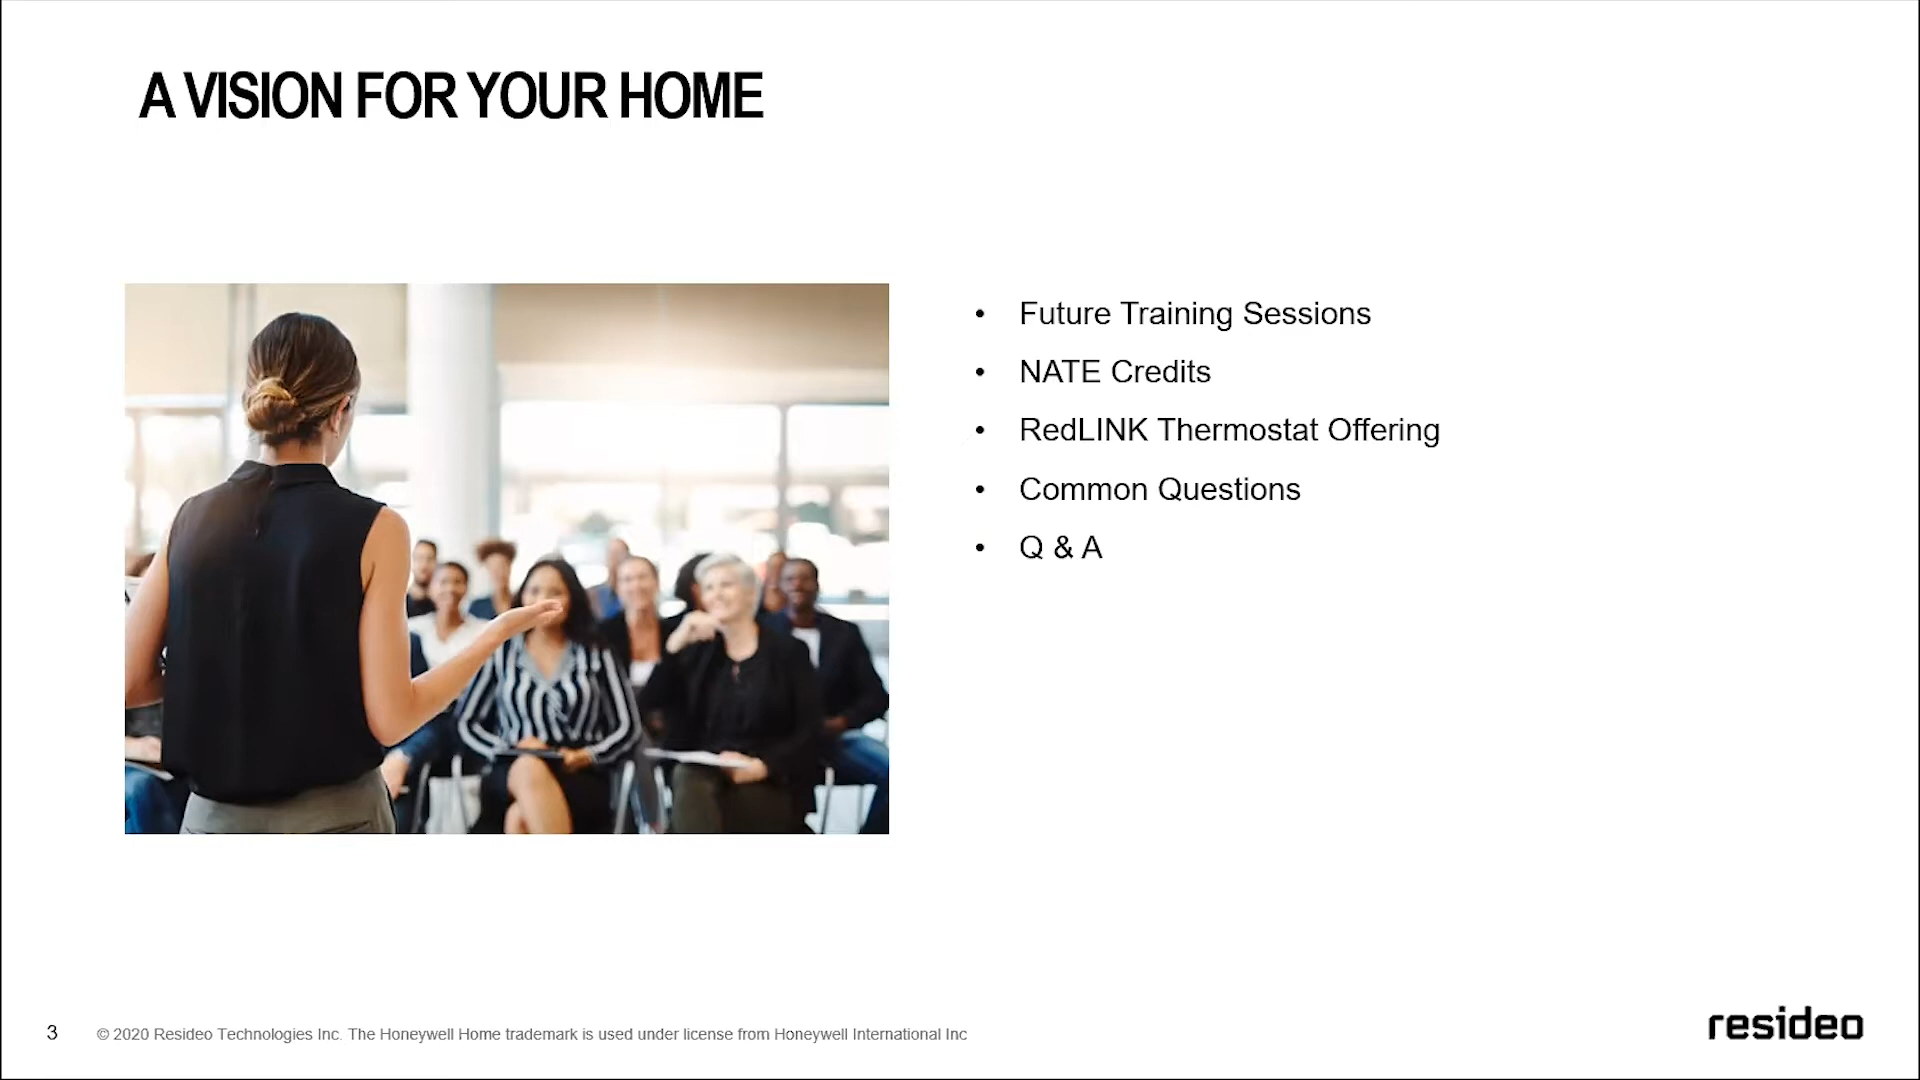 A VISION FOR YOUR HOME
• Future Training Sessions
• NATE Credits
• RedLINK Thermostat Offering
• Common Questions
• Q & A
3
© 2020 Resideo Technologies Inc. The Honeywell Home trademark is used under license from Honeywell International Inc
resideo